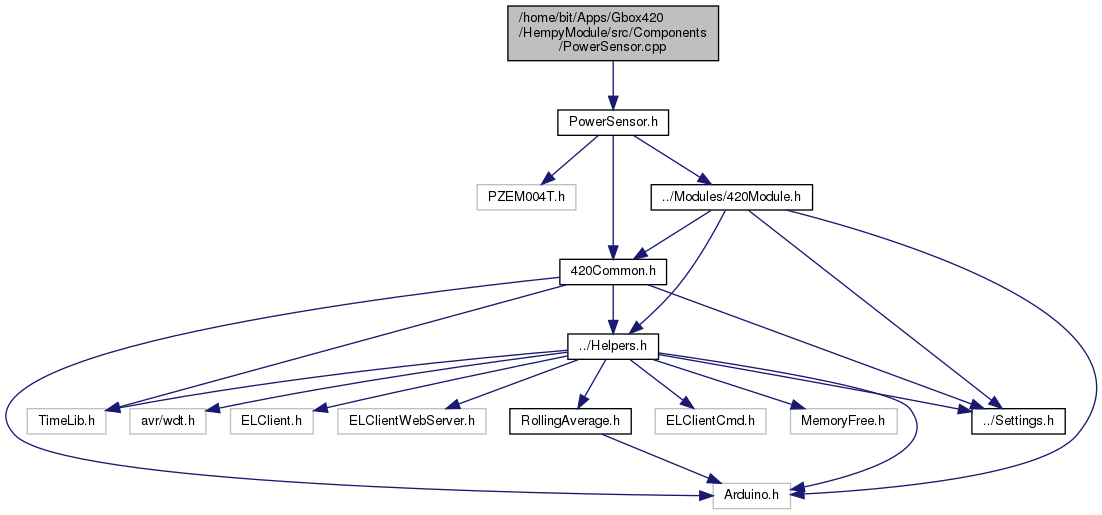 /home/bit/Apps/Gbox420
/HempyModule/src/Components
/PowerSensor.cpp
PowerSensor.h
PZEM004T.h
../Modules/420Module.h
420Common.h
../Helpers.h
TimeLib.h
avr/wdt.h
ELClient.h
ELClientWebServer.h
RollingAverage.h
ELClientCmd.h
MemoryFree.h
../Settings.h
Arduino.h